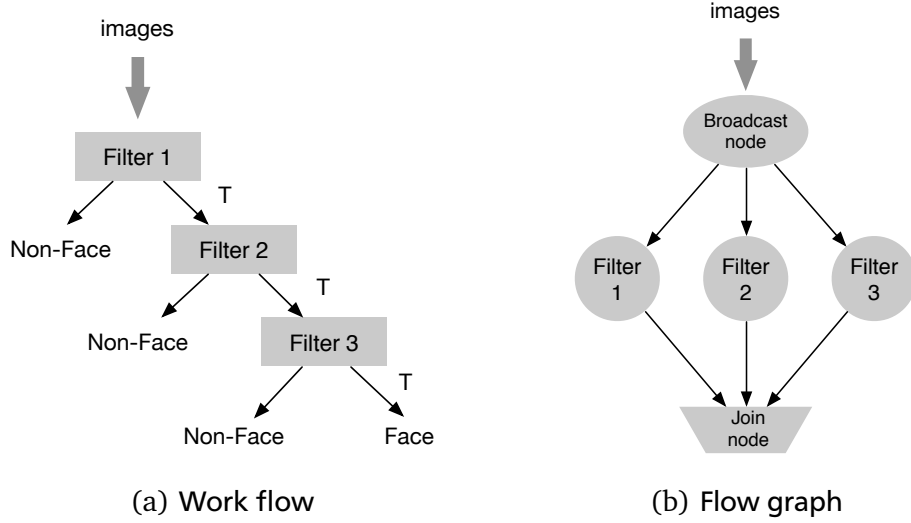 images
Filter 1
T
Non-Face
Filter 2
T
Non-Face
Filter 3
T
Non-Face
Face
(a) Work flow
images
Broadcast
node
Filter
1
Filter
2
Filter
3
Join
node
(b) Flow graph